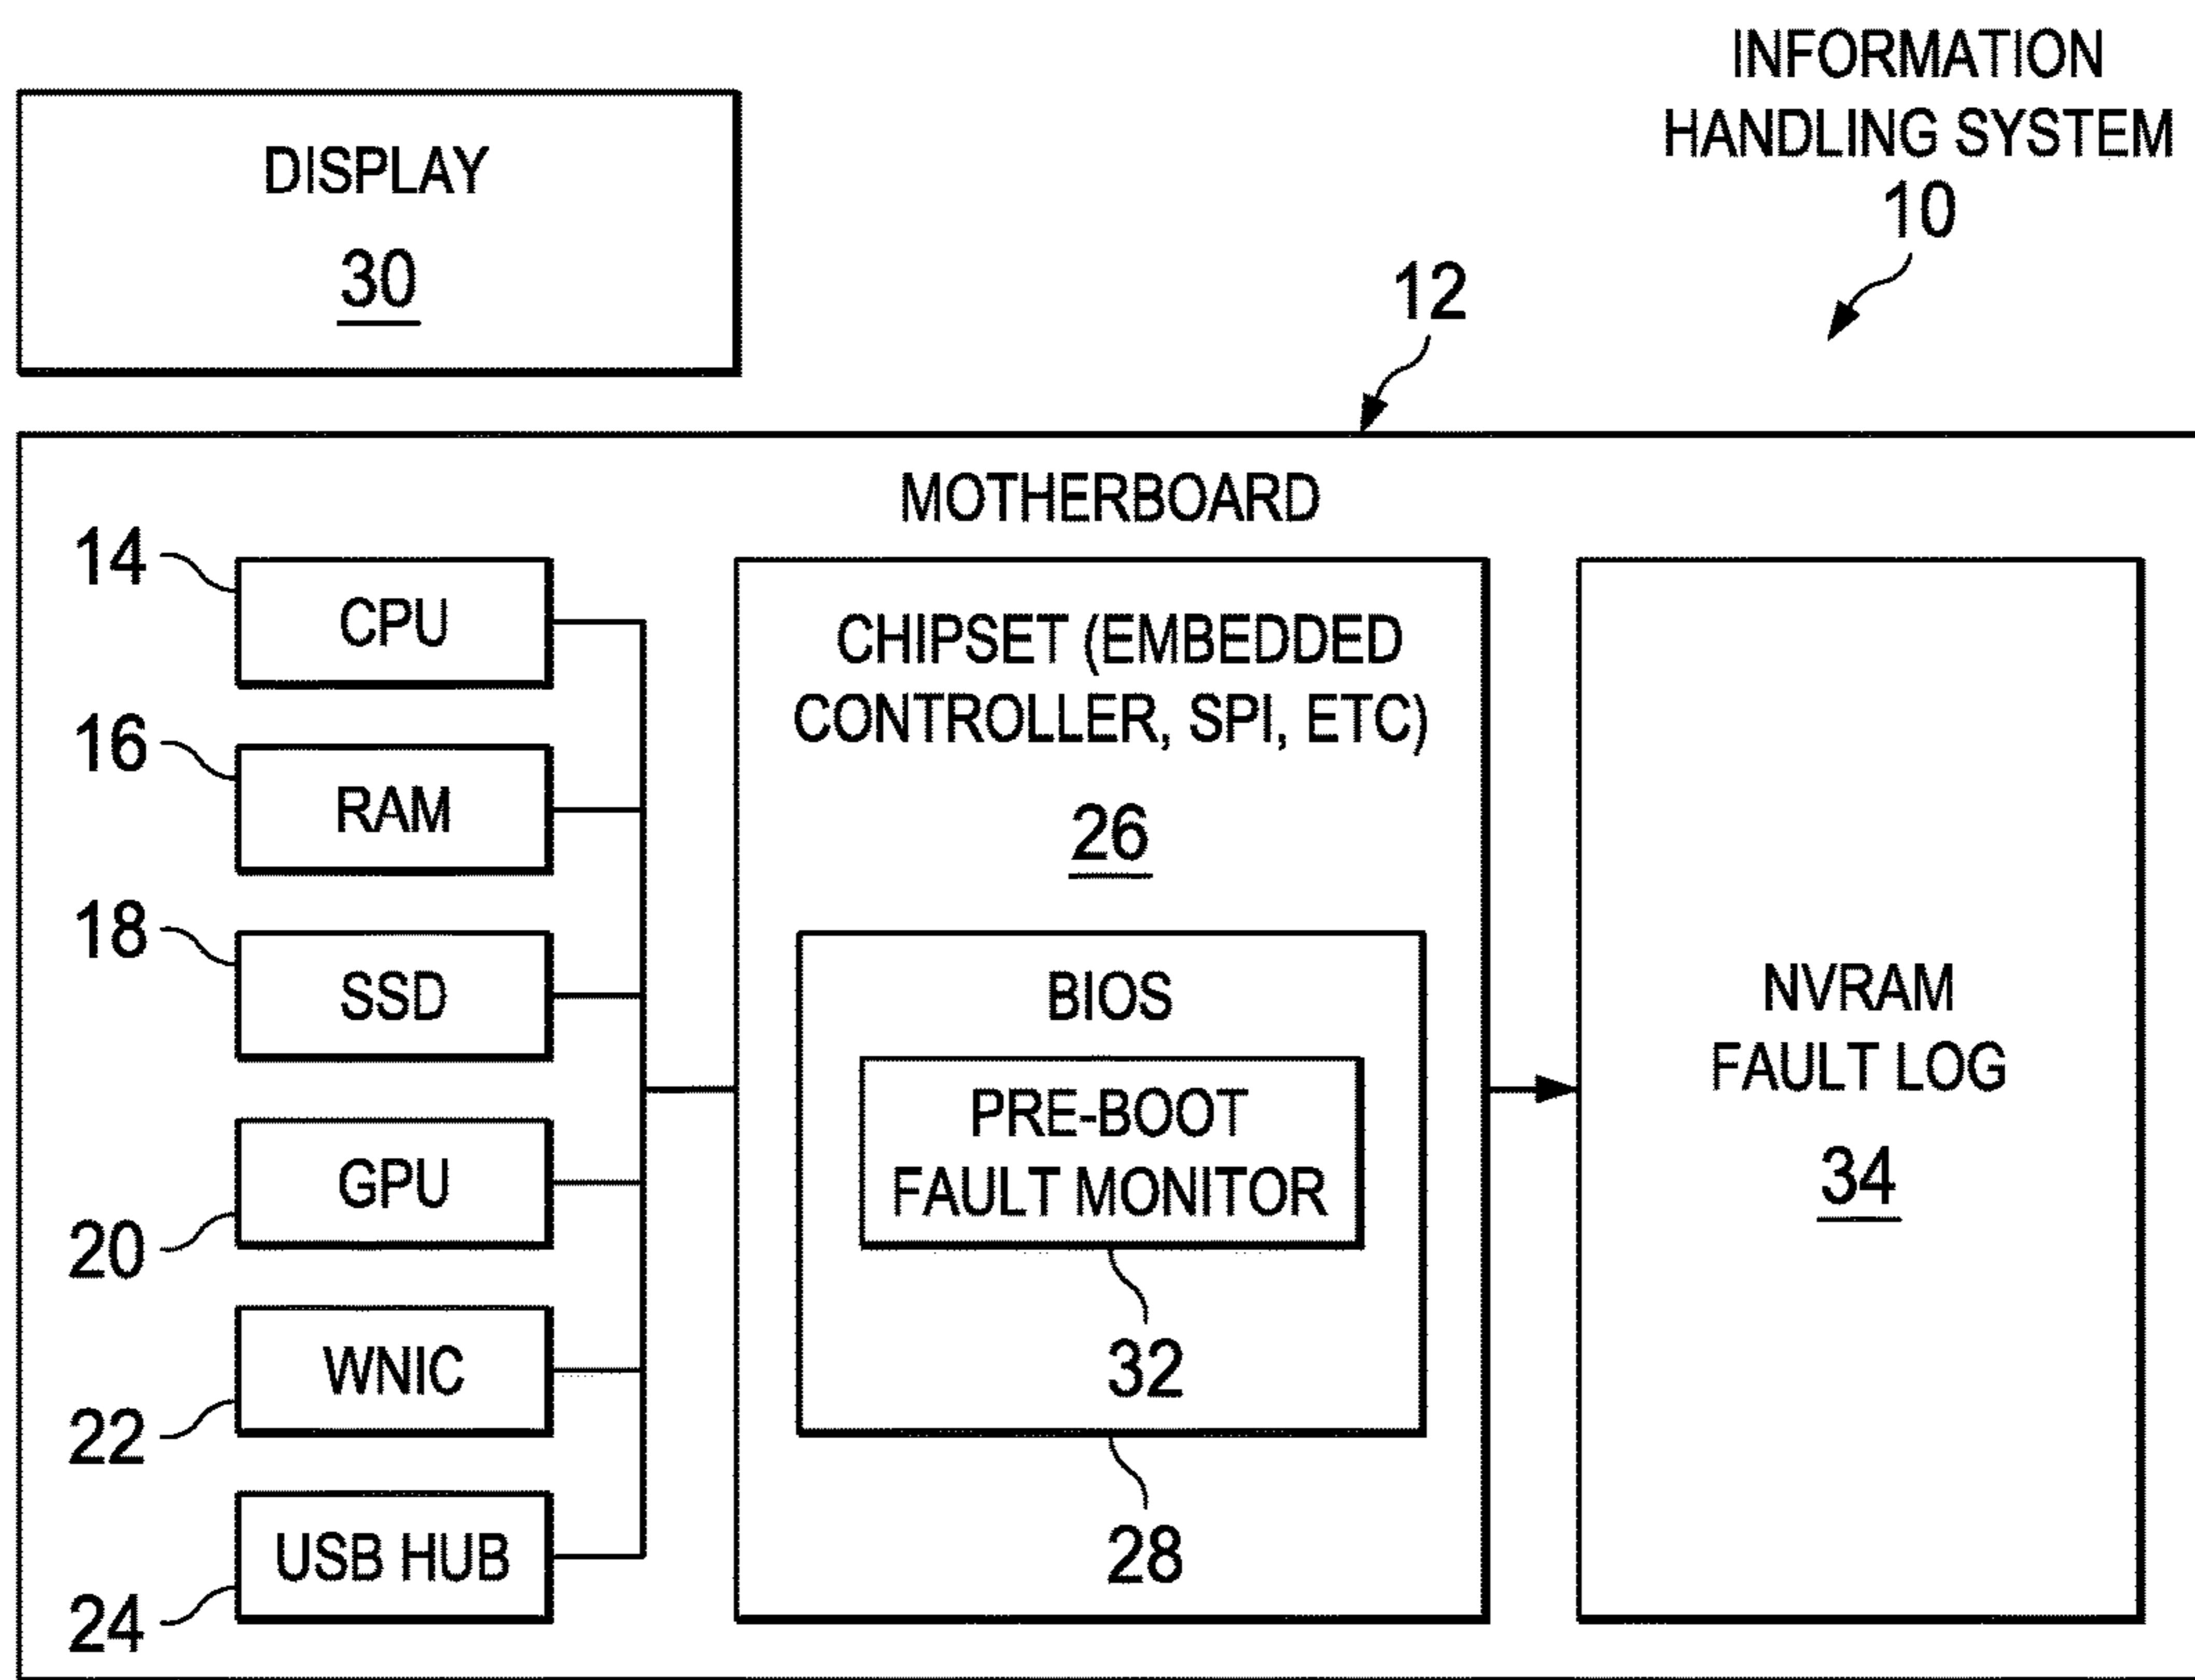 INFORMATION
HANDLING SYSTEM
10
DISPLAY
30
12
MOTHERBOARD
14
CPU
16
RAM
18
SSD
20
GPU
22
WNIC
24
USB HUB
CHIPSET (EMBEDDED
CONTROLLER, SPI, ETC)
26
BIOS
PRE-BOOT
FAULT MONITOR
32
28
NVRAM
FAULT LOG
34